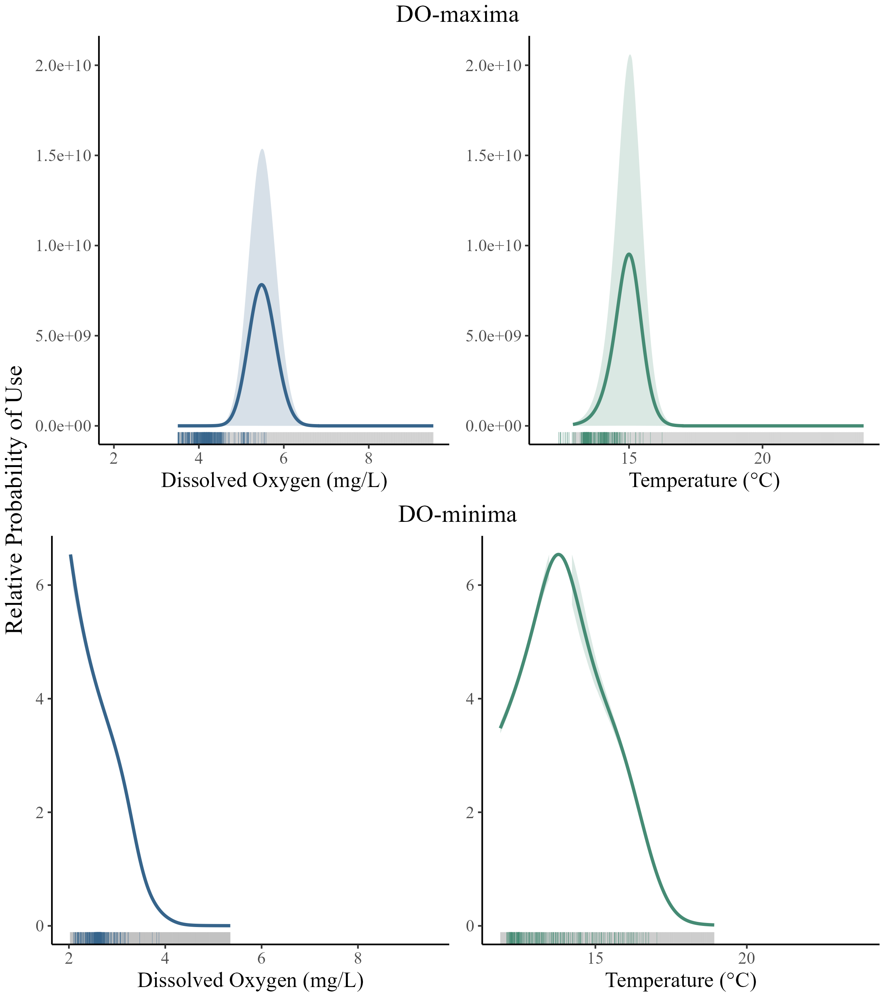 DO-maxima
Relative Probability of Use
2.0e+10
1.5e+10
1.0e+10
5.0e+09
0.0e+00
2 4 6 8
Dissolved Oxygen (mg/L)
2.0e+10
1.5e+10
1.0e+10
5.0e+09
0.0e+00
15 20
Temperature (°C)
DO-minima
6
4
2
0
2 4 6 8
Dissolved Oxygen (mg/L)
6
4
2
0
15 20
Temperature (°C)